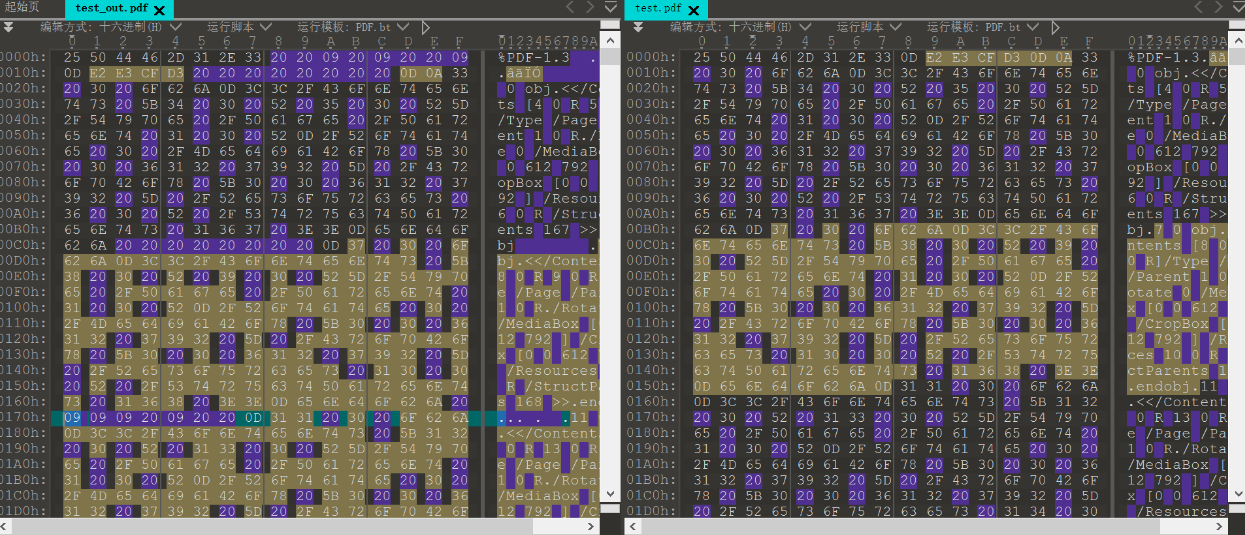 起始页 test_out.pdf
编辑方式: 十六进制(H) 运行脚本 运行模板: PDF.bt
0 1 2 3 4 5 6 7 8 9 A B C D E F 0123456789A
0000h: 25 50 44 46 2D 31 2E 33 20 20 09 20 09 20 20 09 %PDF-1.3 .
0010h: 0D E2 E3 CF D3 20 20 20 20 20 20 20 20 0D 0A 33 .âãÏÓ
0020h: 20 30 20 6F 62 6A 0D 3C 3C 2F 43 6F 6E 74 65 6E 0 obj.<</C
0030h: 74 73 20 5B 34 20 30 20 52 20 35 20 30 20 52 5D ts [4 0 R 5
0040h: 2F 54 79 70 65 20 2F 50 61 67 65 20 2F 50 61 72 /Type /Page
0050h: 65 6E 74 20 31 20 30 20 52 0D 2F 52 6F 74 61 74 ent 1 0 R./
0060h: 65 20 30 20 2F 4D 65 64 69 61 42 6F 78 20 5B 30 e 0 /MediaB
0070h: 20 30 20 36 31 32 20 37 39 32 20 5D 20 2F 43 72 0 612 792
0080h: 6F 70 42 6F 78 20 5B 30 20 30 20 36 31 32 20 37 opBox [0 0
0090h: 39 32 20 5D 20 2F 52 65 73 6F 75 72 63 65 73 20 92 ] /Resou
00A0h: 36 20 30 20 52 20 2F 53 74 72 75 63 74 50 61 72 6 0 R /Stru
00B0h: 65 6E 74 73 20 31 36 37 20 3E 3E 0D 65 6E 64 6F ents 167 >>
00C0h: 62 6A 20 20 20 20 20 20 20 20 0D 37 20 30 20 6F bj .
00D0h: 62 6A 0D 3C 3C 2F 43 6F 6E 74 65 6E 74 73 20 5B bj.<</Conte
00E0h: 38 20 30 20 52 20 39 20 30 20 52 5D 2F 54 79 70 8 0 R 9 0 R
00F0h: 65 20 2F 50 61 67 65 20 2F 50 61 72 65 6E 74 20 e /Page /Pa
0100h: 31 20 30 20 52 0D 2F 52 6F 74 61 74 65 20 30 20 1 0 R./Rota
0110h: 2F 4D 65 64 69 61 42 6F 78 20 5B 30 20 30 20 36 /MediaBox [
0120h: 31 32 20 37 39 32 20 5D 20 2F 43 72 6F 70 42 6F 12 792 ] /C
0130h: 78 20 5B 30 20 30 20 36 31 32 20 37 39 32 20 5D x [0 0 612
0140h: 20 2F 52 65 73 6F 75 72 63 65 73 20 31 30 20 30 /Resources
0150h: 20 52 20 2F 53 74 72 75 63 74 50 61 72 65 6E 74 R /StructP
0160h: 73 20 31 36 38 20 3E 3E 0D 65 6E 64 6F 62 6A 20 s 168 >>.en
0170h: 09 09 09 20 09 20 20 0D 31 31 20 30 20 6F 62 6A ... . .11
0180h: 0D 3C 3C 2F 43 6F 6E 74 65 6E 74 73 20 5B 31 32 .<</Content
0190h: 20 30 20 52 20 31 33 20 30 20 52 5D 2F 54 79 70 0 R 13 0 R
01A0h: 65 20 2F 50 61 67 65 20 2F 50 61 72 65 6E 74 20 e /Page /Pa
01B0h: 31 20 30 20 52 0D 2F 52 6F 74 61 74 65 20 30 20 1 0 R./Rota
01C0h: 2F 4D 65 64 69 61 42 6F 78 20 5B 30 20 30 20 36 /MediaBox [
01D0h: 31 32 20 37 39 32 20 5D 20 2F 43 72 6F 70 42 6F 12 792 ] /C
test.pdf
编辑方式: 十六进制(H) 运行脚本 运行模板: PDF.bt
0 1 2 3 4 5 6 7 8 9 A B C D E F 0123456789A
0000h: 25 50 44 46 2D 31 2E 33 0D E2 E3 CF D3 0D 0A 33 %PDF-1.3.âã
0010h: 20 30 20 6F 62 6A 0D 3C 3C 2F 43 6F 6E 74 65 6E 0 obj.<</C
0020h: 74 73 20 5B 34 20 30 20 52 20 35 20 30 20 52 5D ts [4 0 R 5
0030h: 2F 54 79 70 65 20 2F 50 61 67 65 20 2F 50 61 72 /Type /Page
0040h: 65 6E 74 20 31 20 30 20 52 0D 2F 52 6F 74 61 74 ent 1 0 R./
0050h: 65 20 30 20 2F 4D 65 64 69 61 42 6F 78 20 5B 30 e 0 /MediaB
0060h: 20 30 20 36 31 32 20 37 39 32 20 5D 20 2F 43 72 0 612 792
0070h: 6F 70 42 6F 78 20 5B 30 20 30 20 36 31 32 20 37 opBox [0 0
0080h: 39 32 20 5D 20 2F 52 65 73 6F 75 72 63 65 73 20 92 ] /Resou
0090h: 36 20 30 20 52 20 2F 53 74 72 75 63 74 50 61 72 6 0 R /Stru
00A0h: 65 6E 74 73 20 31 36 37 20 3E 3E 0D 65 6E 64 6F ents 167 >>
00B0h: 62 6A 0D 37 20 30 20 6F 62 6A 0D 3C 3C 2F 43 6F bj.7 0 obj.
00C0h: 6E 74 65 6E 74 73 20 5B 38 20 30 20 52 20 39 20 ntents [8 0
00D0h: 30 20 52 5D 2F 54 79 70 65 20 2F 50 61 67 65 20 0 R]/Type /
00E0h: 2F 50 61 72 65 6E 74 20 31 20 30 20 52 0D 2F 52 /Parent 1 0
00F0h: 6F 74 61 74 65 20 30 20 2F 4D 65 64 69 61 42 6F otate 0 /Me
0100h: 78 20 5B 30 20 30 20 36 31 32 20 37 39 32 20 5D x [0 0 612
0110h: 20 2F 43 72 6F 70 42 6F 78 20 5B 30 20 30 20 36 /CropBox [
0120h: 31 32 20 37 39 32 20 5D 20 2F 52 65 73 6F 75 72 12 792 ] /R
0130h: 63 65 73 20 31 30 20 30 20 52 20 2F 53 74 72 75 ces 10 0 R
0140h: 63 74 50 61 72 65 6E 74 73 20 31 36 38 20 3E 3E ctParents 1
0150h: 0D 65 6E 64 6F 62 6A 0D 31 31 20 30 20 6F 62 6A .endobj.11
0160h: 0D 3C 3C 2F 43 6F 6E 74 65 6E 74 73 20 5B 31 32 .<</Content
0170h: 20 30 20 52 20 31 33 20 30 20 52 5D 2F 54 79 70 0 R 13 0 R
0180h: 65 20 2F 50 61 67 65 20 2F 50 61 72 65 6E 74 20 e /Page /Pa
0190h: 31 20 30 20 52 0D 2F 52 6F 74 61 74 65 20 30 20 1 0 R./Rota
01A0h: 2F 4D 65 64 69 61 42 6F 78 20 5B 30 20 30 20 36 /MediaBox [
01B0h: 31 32 20 37 39 32 20 5D 20 2F 43 72 6F 70 42 6F 12 792 ] /C
01C0h: 78 20 5B 30 20 30 20 36 31 32 20 37 39 32 20 5D x [0 0 612
01D0h: 20 2F 52 65 73 6F 75 72 63 65 73 20 31 34 20 30 /Resources